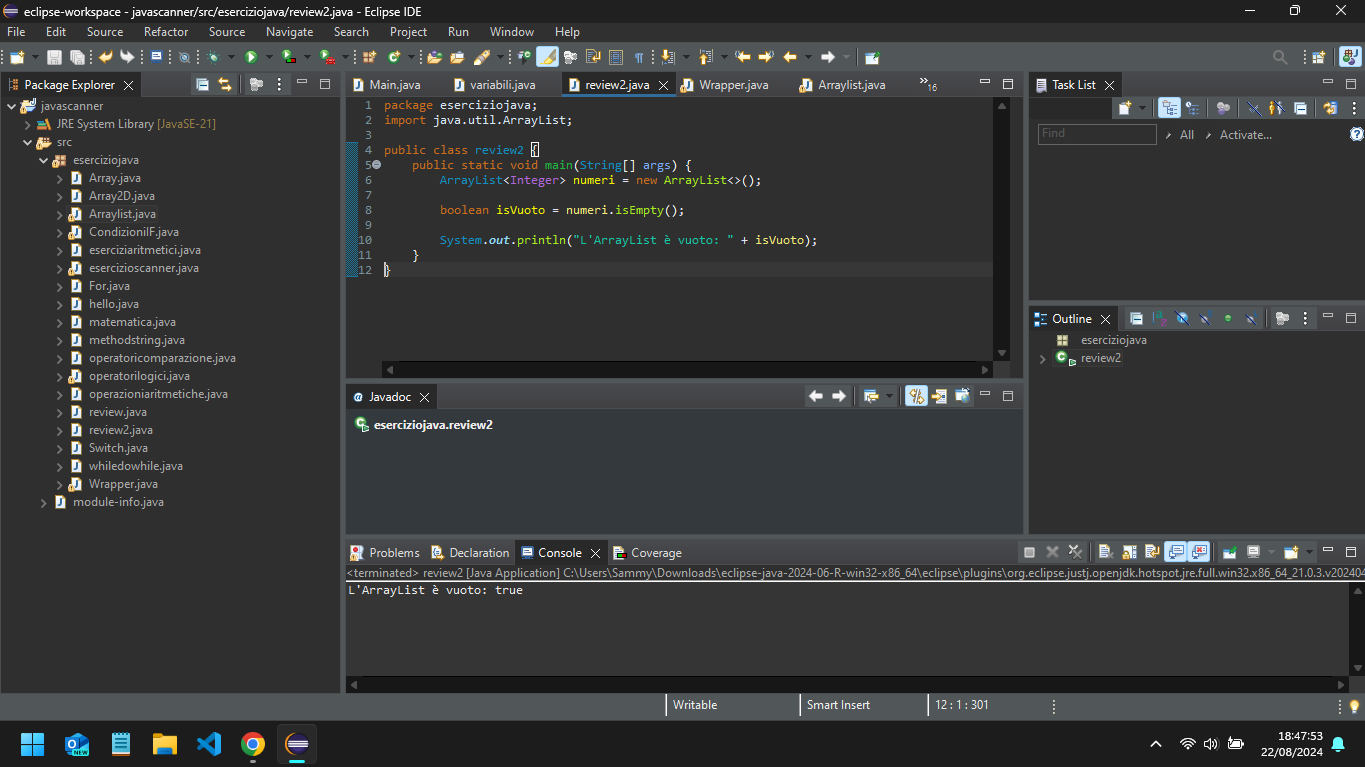 eclipse-workspace - javascanner/src/eserciziojava/review2.java - Eclipse IDE
File Edit Source Refactor Source Navigate Search Project Run Window Help
Package Explorer
javascanner
JRE System Library [JavaSE-21]
src
eserciziojava
Array.java
Array2D.java
Arraylist.java
CondizioniIF.java
eserciziaritmetici.java
esercizioscanner.java
For.java
hello.java
matematica.java
methodstring.java
operatoricomparazione.java
operatorilogici.java
operazioniaritmetiche.java
review.java
review2.java
Switch.java
whiledowhile.java
Wrapper.java
module-info.java
Main.java variabili.java review2.java Wrapper.java Arraylist.java »16
1 package eserciziojava;
2 import java.util.ArrayList;
3
4 public class review2 {
5 public static void main(String[] args) {
6 ArrayList<Integer> numeri = new ArrayList<>();
7
8 boolean isVuoto = numeri.isEmpty();
9
10 System.out.println("L'ArrayList è vuoto: " + isVuoto);
11 }
12 }
Task List
Find All Activate...
Outline
eserciziojava
review2
@ Javadoc
eserciziojava.review2
Problems Declaration Console Coverage
<terminated> review2 [Java Application] C:\Users\Sammy\Downloads\eclipse-java-2024-06-R-win32-x86_64\eclipse\plugins\org.eclipse.justj.openjdk.hotspot.jre.full.win32.x86_64_21.0.3.v202404
L'ArrayList è vuoto: true
Writable Smart Insert 12 : 1 : 301
NEW
18:47:53
22/08/2024